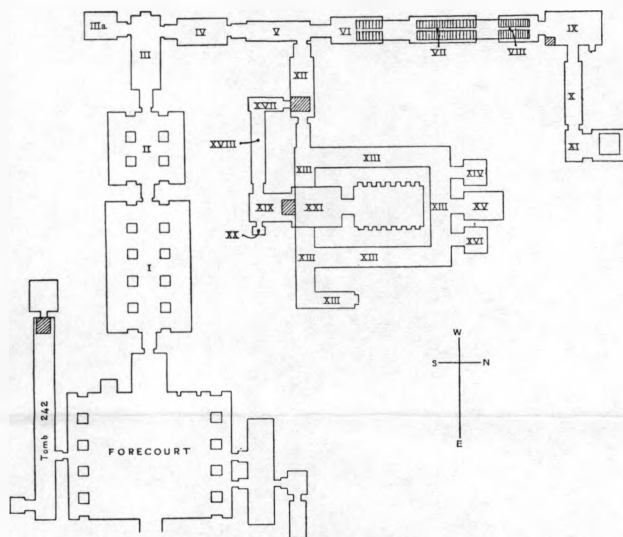 IIIa
III
IV
V
VI
VII
VIII
IX
X
XI
XII
XVII
XVIII
XIII
XIII
XIV
XIX
XXI
XIII
XV
XX
XVI
XIII
XIII
XIII
II
I
W
S
N
E
Tomb 242
FORECOURT